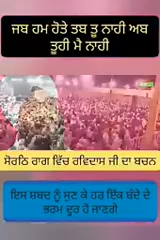 ਜਬ ਹਮ ਹੋਤੇ ਤਬ ਤੂ ਨਾਹੀ ਅਬ
ਤੂਹੀ ਮੈ ਨਾਹੀ
ਸੋਰਠਿ ਰਾਗ ਵਿੱਚ ਰਵਿਦਾਸ ਜੀ ਦਾ ਬਚਨ
ਇਸ ਸ਼ਬਦ ਨੂੰ ਸੁਣ ਕੇ ਹਰ ਇੱਕ ਬੰਦੇ ਦੇ
ਭਰਮ ਦੂਰ ਹੋ ਜਾਣਗੇ